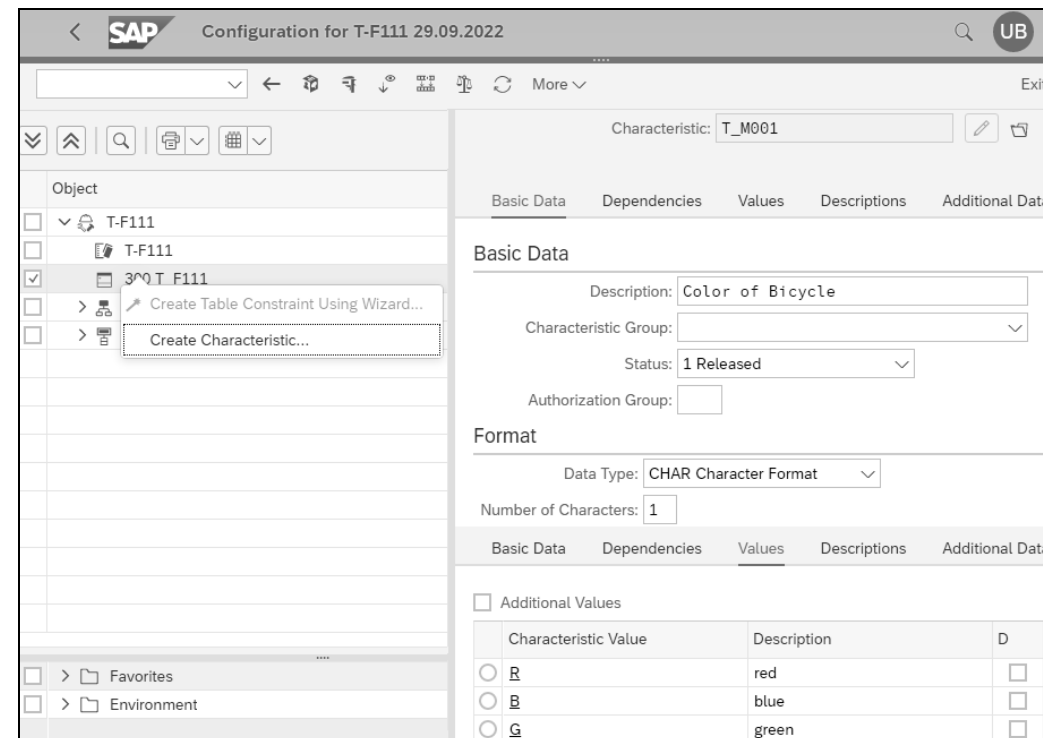 SAP Configuration for T-F111 29.09.2022 UB
More Exi
Characteristic: T_M001
Object
Basic Data Dependencies Values Descriptions Additional Dat
T-F111
T-F111
Basic Data
300 T_F111
Description: Color of Bicycle
Create Table Constraint Using Wizard...
Characteristic Group:
Create Characteristic...
Status: 1 Released
Authorization Group:
Format
Data Type: CHAR Character Format
Number of Characters: 1
Basic Data Dependencies Values Descriptions Additional Dat
Additional Values
Characteristic Value Description D
Favorites
R red
Environment
B blue
G green